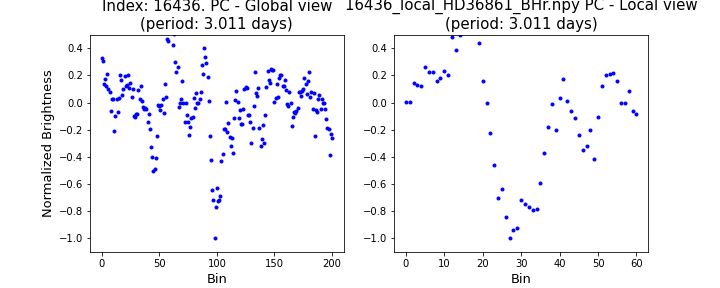 Index: 16436. PC - Global view
(period: 3.011 days)
16436_local_HD36861_BHr.npy PC - Local view
(period: 3.011 days)
Normalized Brightness
0.4
0.2
0.0
−0.2
−0.4
−0.6
−0.8
−1.0
0 50 100 150 200
Bin
0.4
0.2
0.0
−0.2
−0.4
−0.6
−0.8
−1.0
0 10 20 30 40 50 60
Bin